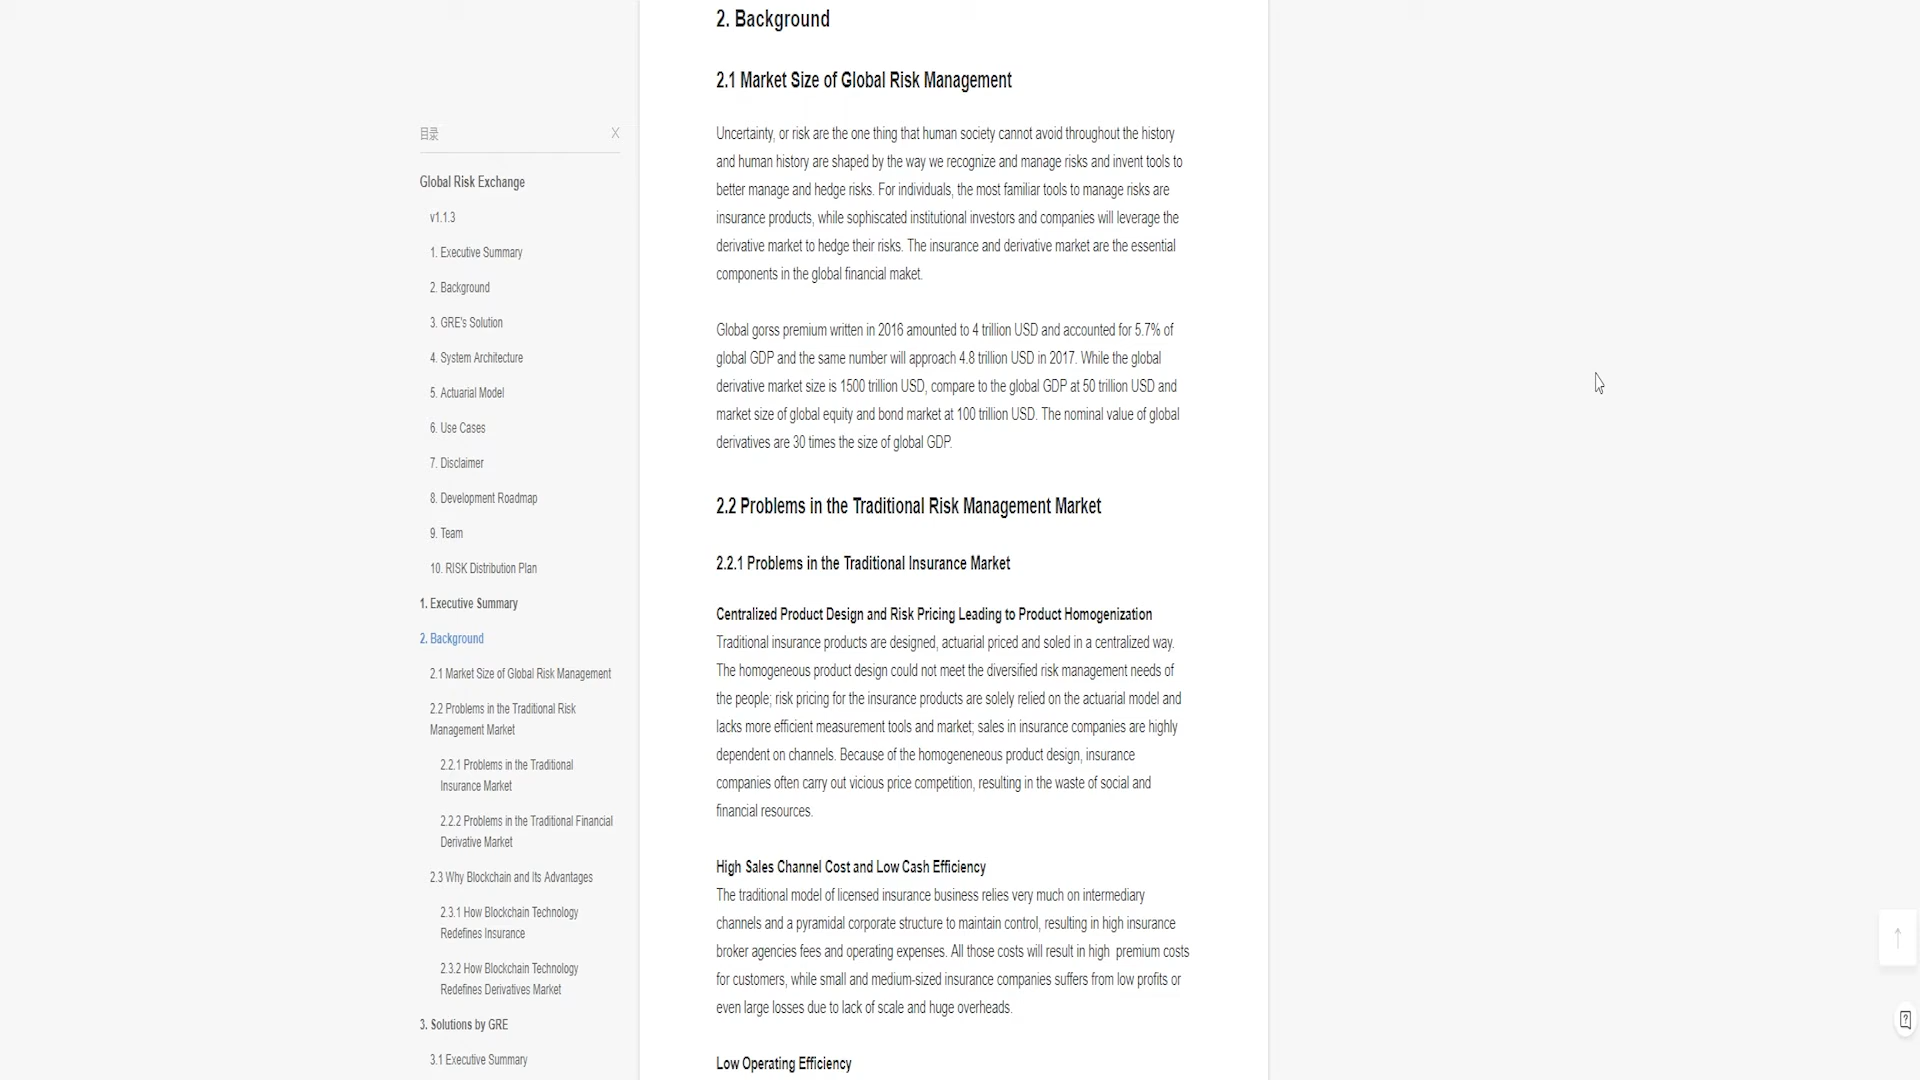 目录
X
Global Risk Exchange
v1.1.3
1. Executive Summary
2. Background
3. GRE's Solution
4. System Architecture
5. Actuarial Model
6. Use Cases
7. Disclaimer
8. Development Roadmap
9. Team
10. RISK Distribution Plan
1. Executive Summary
2. Background
2.1 Market Size of Global Risk Management
2.2 Problems in the Traditional Risk
Management Market
2.2.1 Problems in the Traditional
Insurance Market
2.2.2 Problems in the Traditional Financial
Derivative Market
2.3 Why Blockchain and Its Advantages
2.3.1 How Blockchain Technology
Redefines Insurance
2.3.2 How Blockchain Technology
Redefines Derivatives Market
3. Solutions by GRE
3.1 Executive Summary
2. Background
2.1 Market Size of Global Risk Management
Uncertainty, or risk are the one thing that human society cannot avoid throughout the history
and human history are shaped by the way we recognize and manage risks and invent tools to
better manage and hedge risks. For individuals, the most familiar tools to manage risks are
insurance products, while sophiscated institutional investors and companies will leverage the
derivative market to hedge their risks. The insurance and derivative market are the essential
components in the global financial maket.
Global gorss premium written in 2016 amounted to 4 trillion USD and accounted for 5.7% of
global GDP and the same number will approach 4.8 trillion USD in 2017. While the global
derivative market size is 1500 trillion USD, compare to the global GDP at 50 trillion USD and
market size of global equity and bond market at 100 trillion USD. The nominal value of global
derivatives are 30 times the size of global GDP.
2.2 Problems in the Traditional Risk Management Market
2.2.1 Problems in the Traditional Insurance Market
Centralized Product Design and Risk Pricing Leading to Product Homogenization
Traditional insurance products are designed, actuarial priced and soled in a centralized way.
The homogeneous product design could not meet the diversified risk management needs of
the people; risk pricing for the insurance products are solely relied on the actuarial model and
lacks more efficient measurement tools and market; sales in insurance companies are highly
dependent on channels. Because of the homogeneneous product design, insurance
companies often carry out vicious price competition, resulting in the waste of social and
financial resources.
High Sales Channel Cost and Low Cash Efficiency
The traditional model of licensed insurance business relies very much on intermediary
channels and a pyramidal corporate structure to maintain control, resulting in high insurance
broker agencies fees and operating expenses. All those costs will result in high premium costs
for customers, while small and medium-sized insurance companies suffers from low profits or
even large losses due to lack of scale and huge overheads.
Low Operating Efficiency